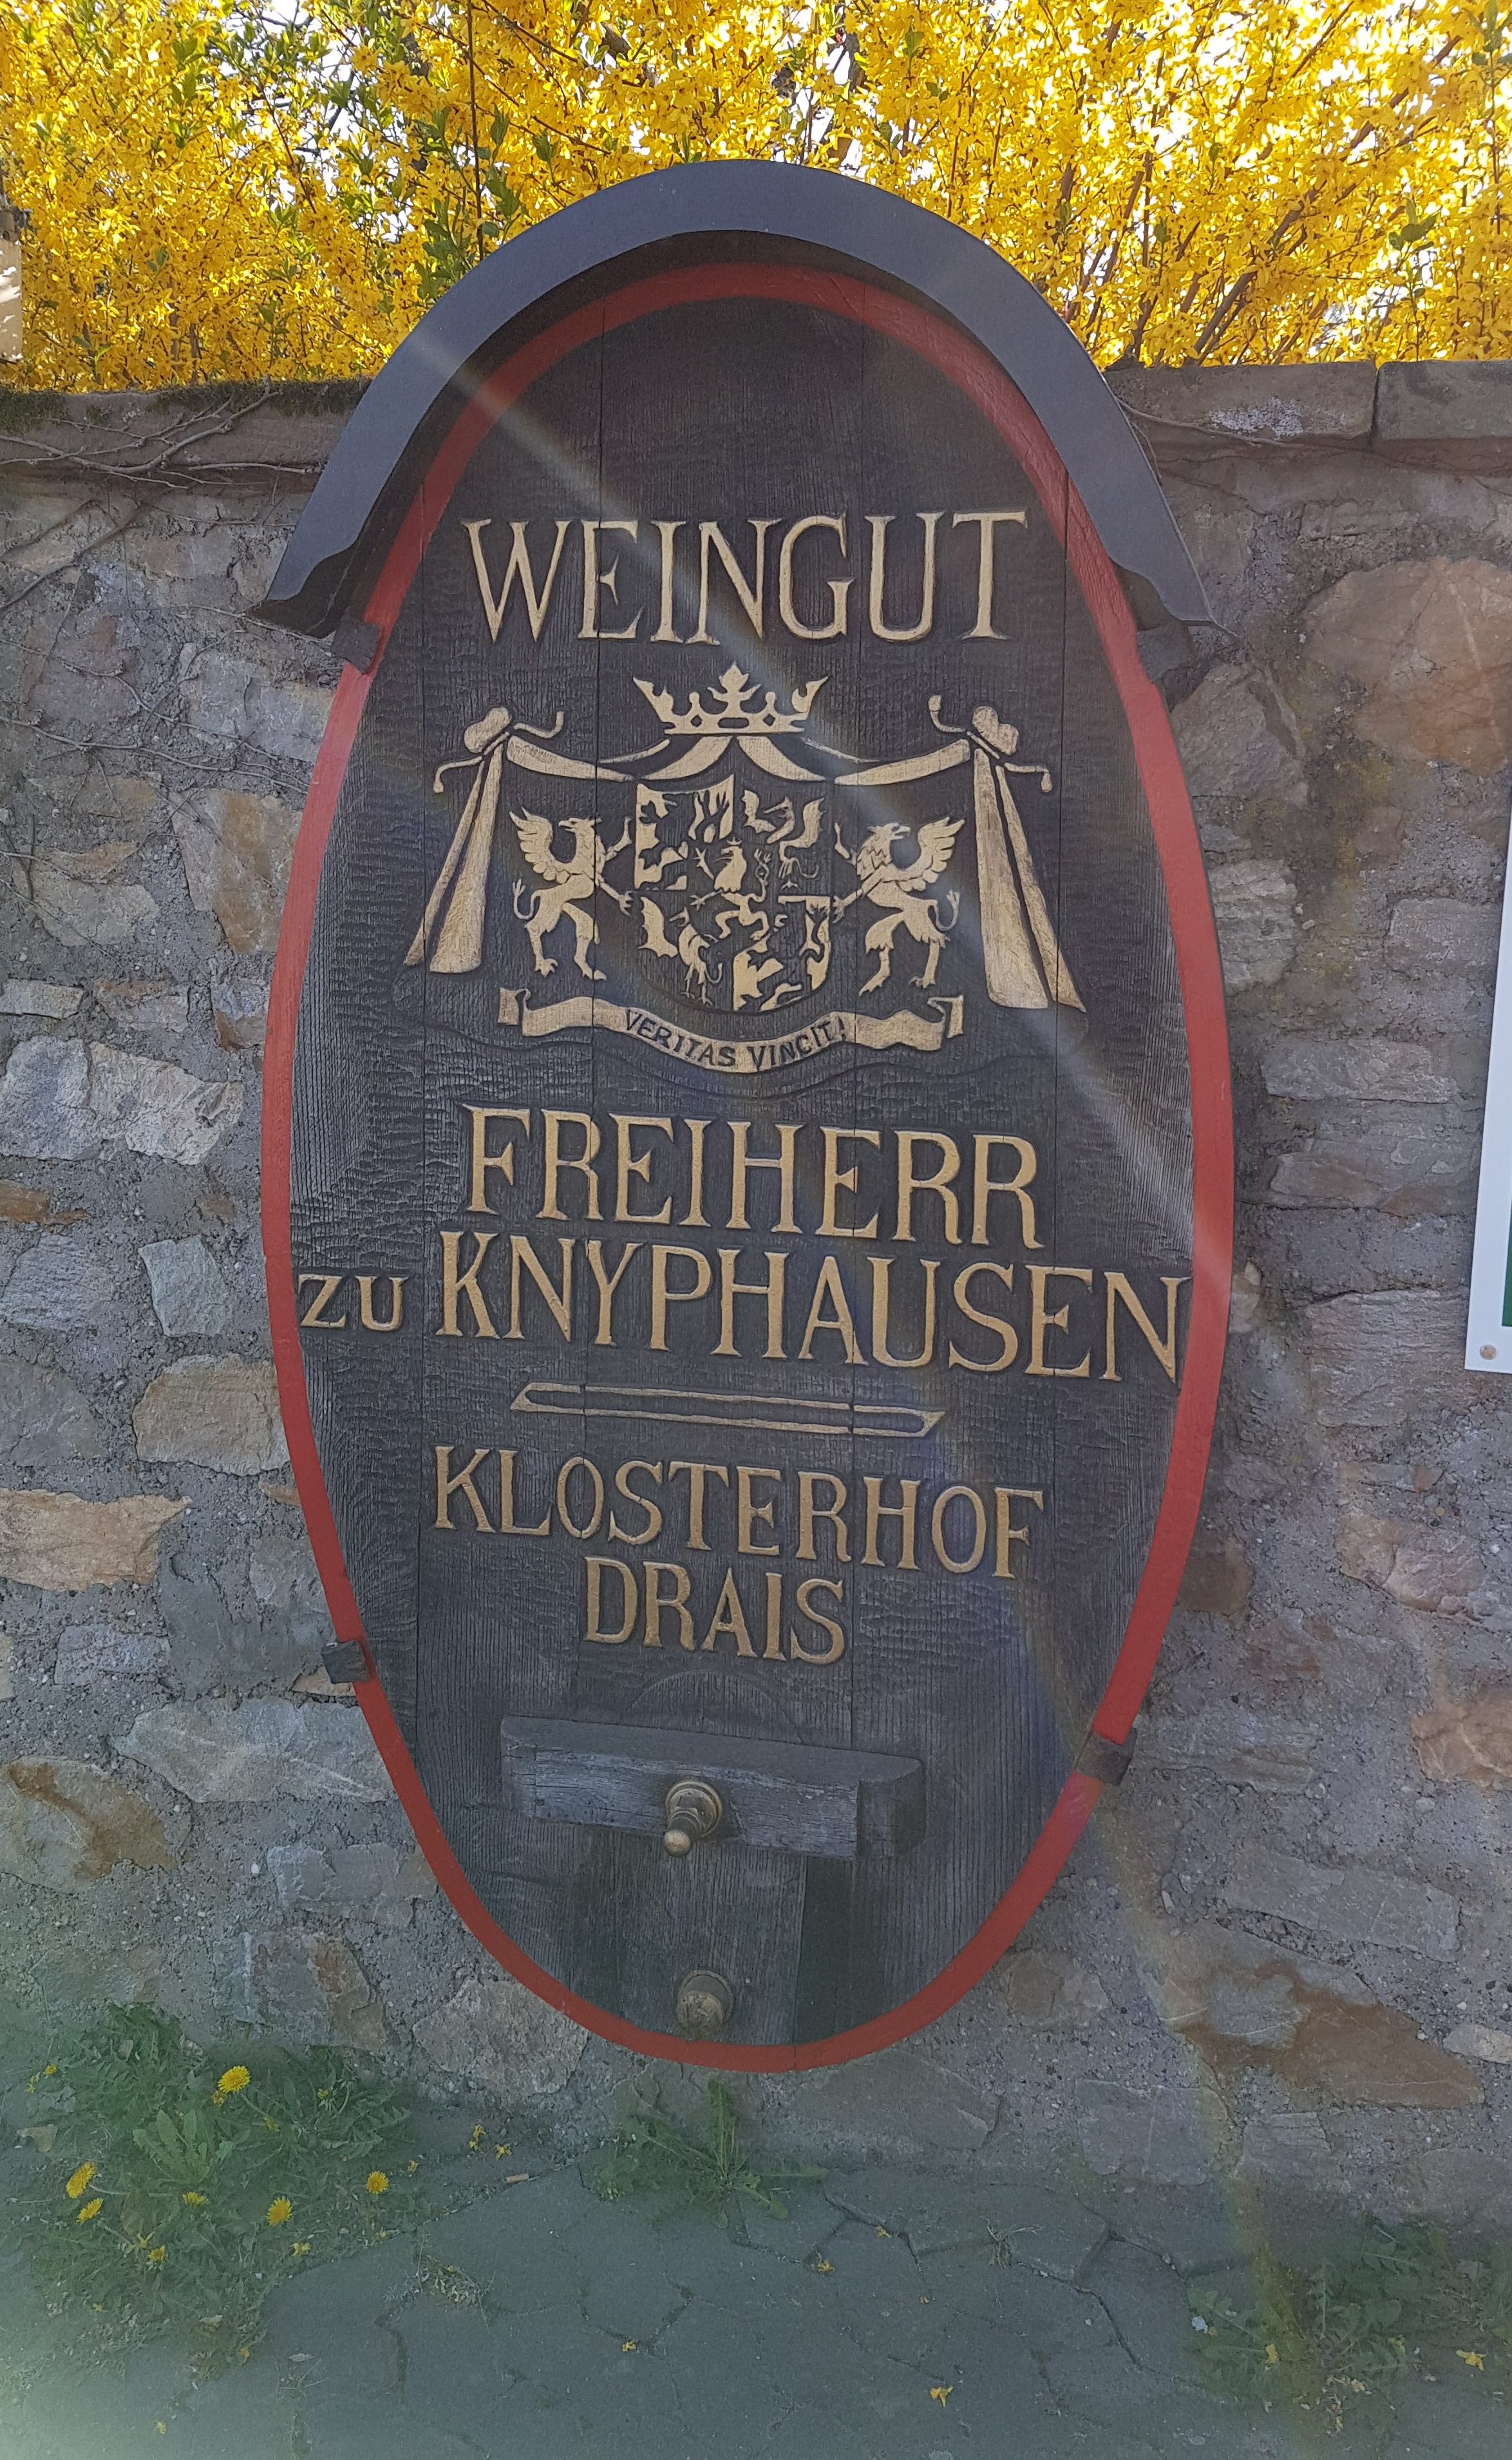 WEINGUT
VERITAS VINCIT!
FREIHERR
ZU KNYPHAUSEN
KLOSTERHOF
DRAIS